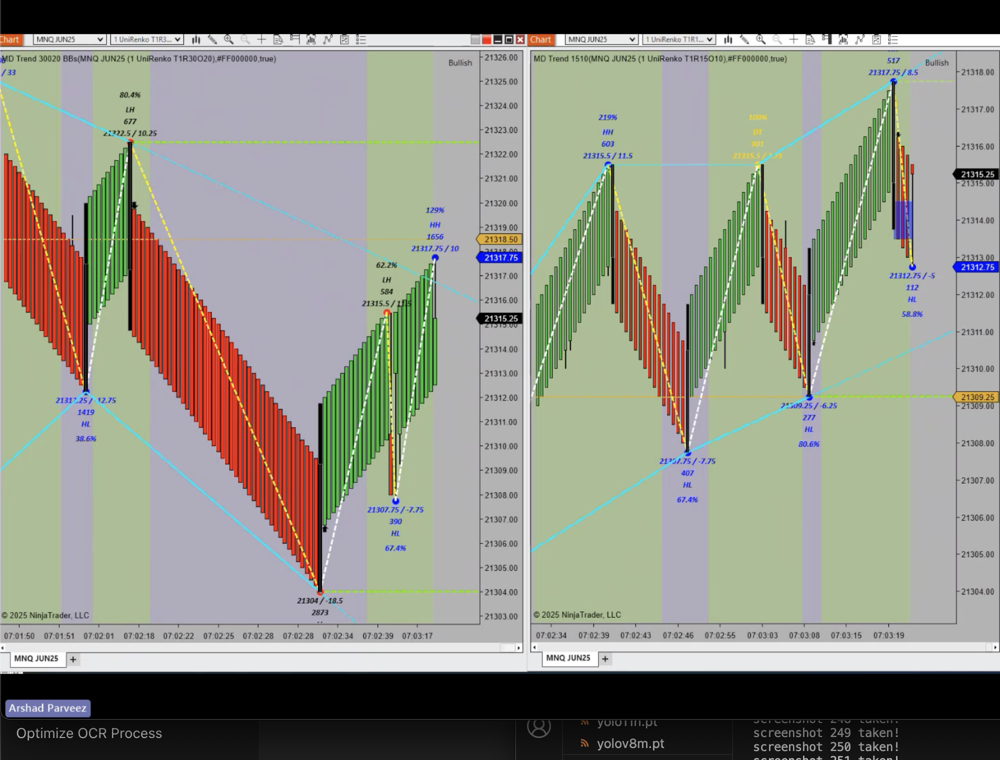 Chart MNQ JUN25 1 UniRenko T1R3...
MD Trend 30020 BBs(MNQ JUN25 (1 UniRenko T1R30O20),#FF000000,true)
Bullish
/ 33
80.4%
LH
677
21322.5 / 10.25
1419
HL
38.6%
21304 / -18.5
2873
62.2%
LH
584
21315.5 / 11.5
129%
HH
1656
21317.75 / 10
21307.75 / -7.75
390
HL
67.4%
21326.00
21325.00
21324.00
21323.00
21322.00
21321.00
21320.00
21319.00
21318.50
21317.75
21317.00
21316.00
21315.25
21314.00
21313.00
21312.00
21311.00
21310.00
21309.00
21308.00
21307.00
21306.00
21305.00
21304.00
21303.00
© 2025 NinjaTrader, LLC
07:01:50 07:01:51 07:02:01 07:02:18 07:02:22 07:02:28 07:02:28 07:02:34 07:02:39 07:03:17
MNQ JUN25 +
Chart MNQ JUN25 1 UniRenko T1R1...
MD Trend 1510(MNQ JUN25 (1 UniRenko T1R15O10),#FF000000,true)
Bullish
219%
HH
603
21315.5 / 11.5
100%
DT
517
21317.75 / 8.5
21307.75 / -7.75
407
HL
67.4%
21309.25 / -6.25
277
HL
80.6%
21312.75 / -5
112
HL
58.8%
21318.00
21317.00
21316.00
21315.25
21315.00
21314.00
21313.00
21312.75
21311.00
21310.00
21309.25
21309.00
21308.00
21307.00
21306.00
21305.00
21304.00
© 2025 NinjaTrader, LLC
07:02:34 07:02:39 07:02:43 07:02:46 07:02:55 07:03:03 07:03:08 07:03:15 07:03:19
MNQ JUN25 +
Arshad Parveez
Optimize OCR Process
yolo11n.pt
yolov8m.pt
screenshot 248 taken!
screenshot 249 taken!
screenshot 250 taken!
screenshot 251 taken!